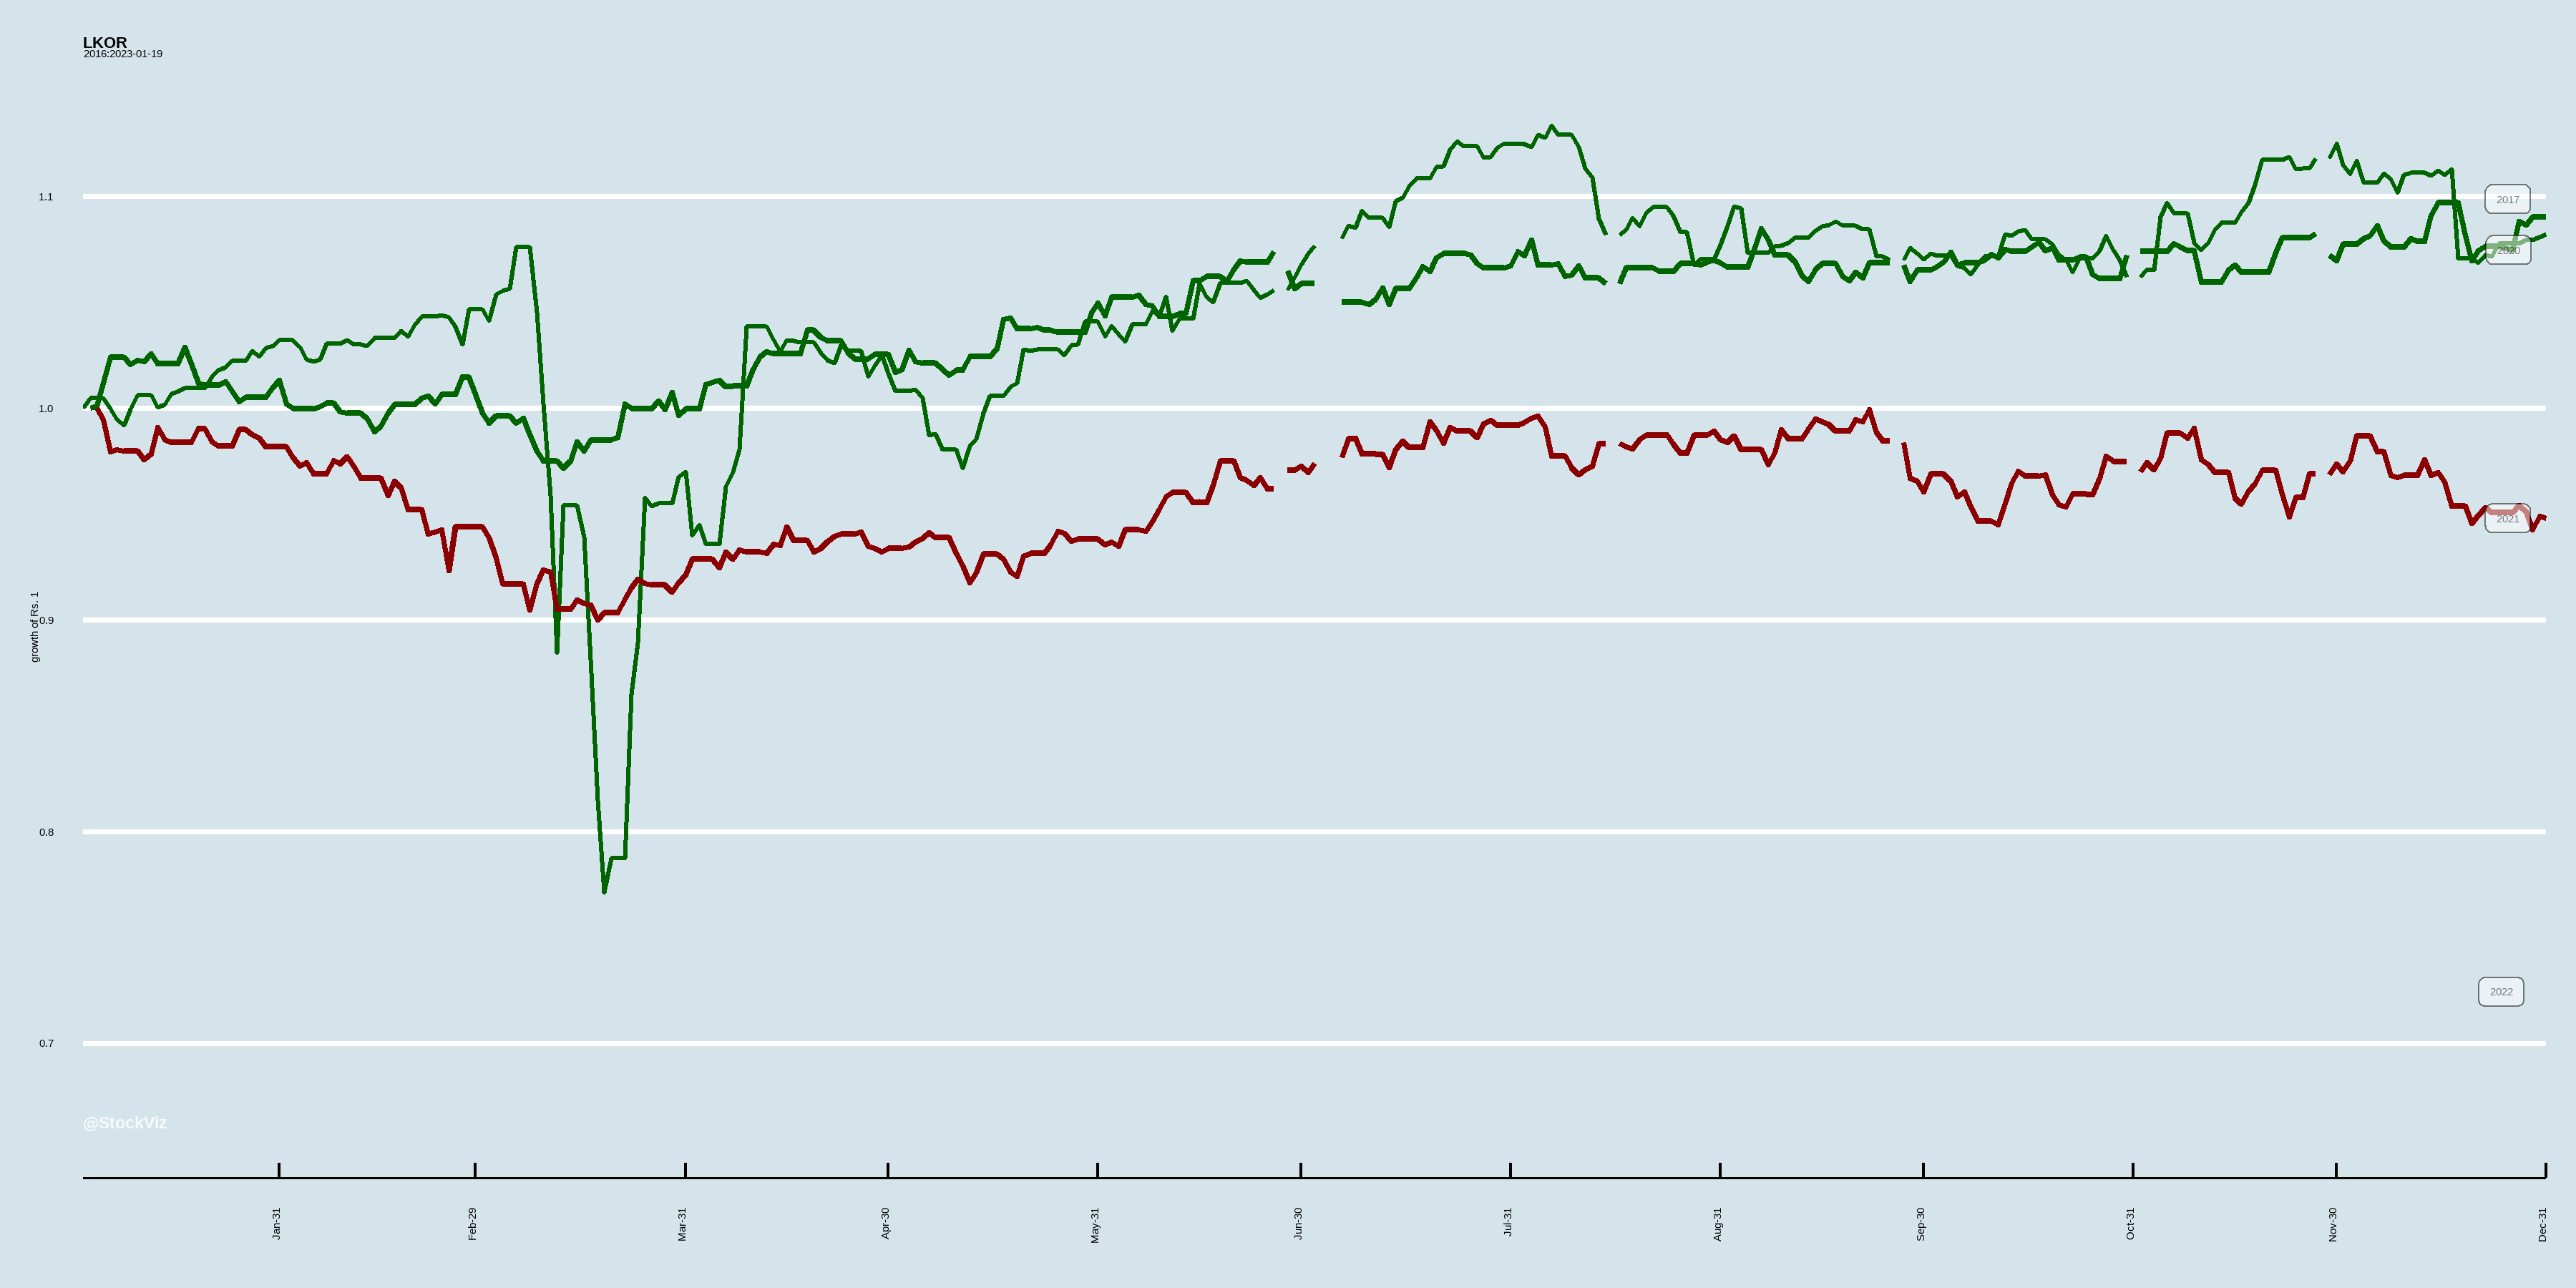 LKOR
2016:2023-01-19
growth of Rs. 1
1.1
1.0
0.9
0.8
0.7
2017
2020
2021
2022
@StockViz
Jan-31
Feb-29
Mar-31
Apr-30
May-31
Jun-30
Jul-31
Aug-31
Sep-30
Oct-31
Nov-30
Dec-31